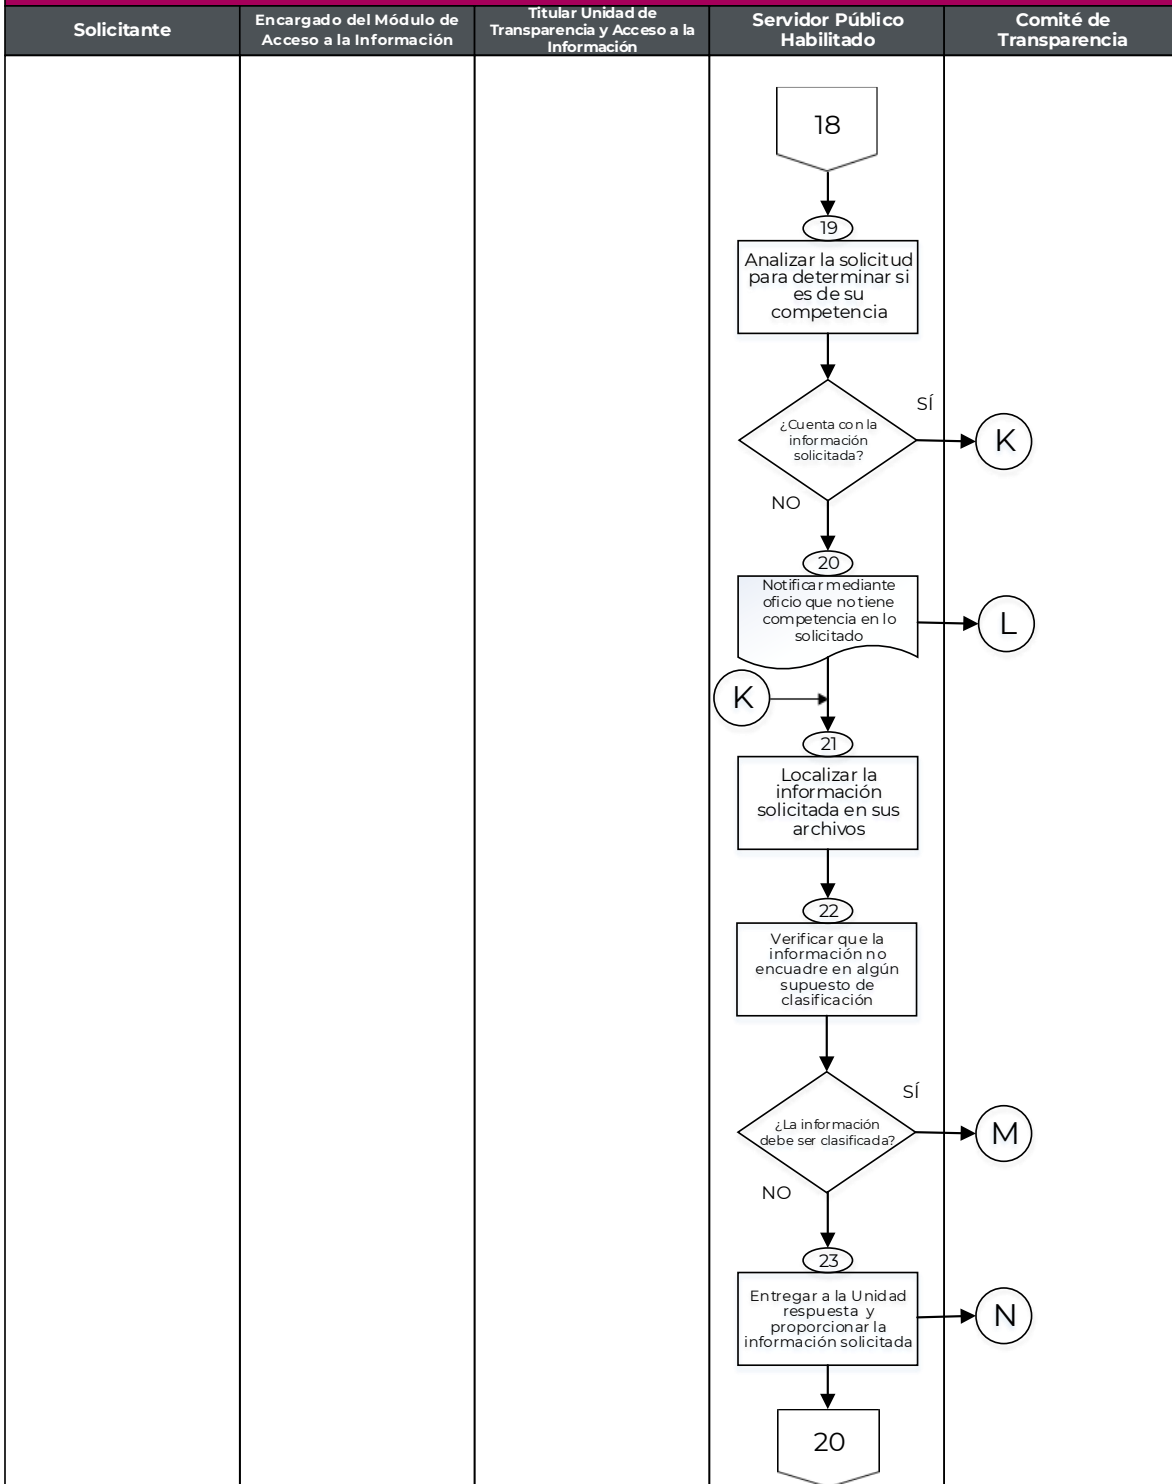 Solicitante
Encargado del Módulo de
Acceso a la Información
Titular Unidad de
Transparencia y Acceso a la
Información
Servidor Público
Habilitado
Comité de
Transparencia
18
19
Analizar la solicitud
para determinar si
es de su
competencia
¿Cuenta con la
información
solicitada?
SÍ
K
NO
20
Notificar mediante
oficio que no tiene
competencia en lo
solicitado
L
K
21
Localizar la
información
solicitada en sus
archivos
22
Verificar que la
información no
encuadre en algún
supuesto de
clasificación
¿La información
debe ser clasificada?
SÍ
M
NO
23
Entregar a la Unidad
respuesta y
proporcionar la
información solicitada
N
20